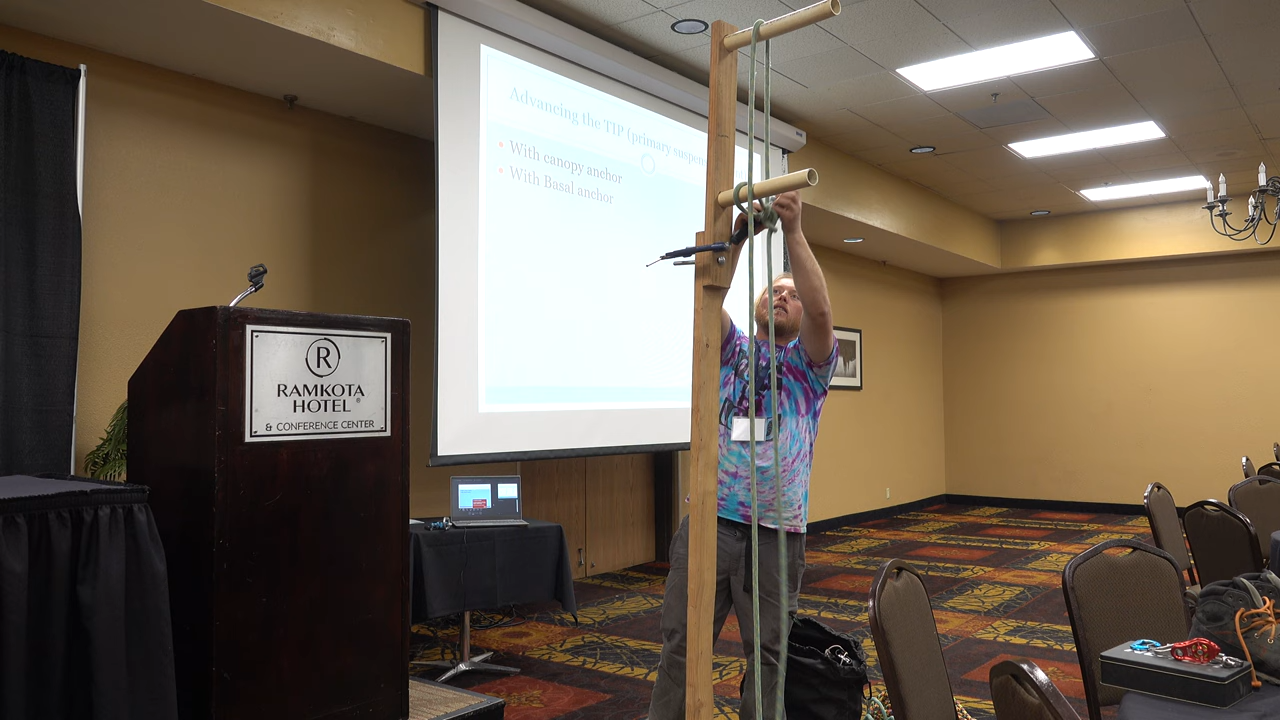 Advancing the TIP (primary suspen
With canopy anchor
With Basal anchor
R
RAMKOTA
HOTEL®
& CONFERENCE CENTER